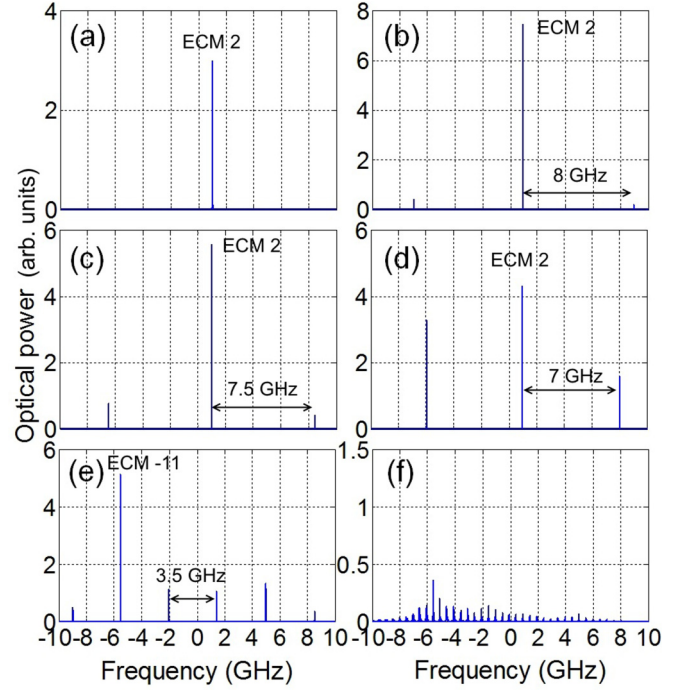 (a)
ECM 2
4
2
0
(b)
ECM 2
8 GHz
8
6
4
2
0
(c)
ECM 2
7.5 GHz
6
4
2
0
(d)
ECM 2
7 GHz
6
4
2
0
(e)
ECM -11
3.5 GHz
6
4
2
0
-10 -8 -6 -4 -2 0 2 4 6 8 10
Frequency (GHz)
(f)
1.5
1
0.5
0
-10 -8 -6 -4 -2 0 2 4 6 8 10
Frequency (GHz)
Optical power (arb. units)